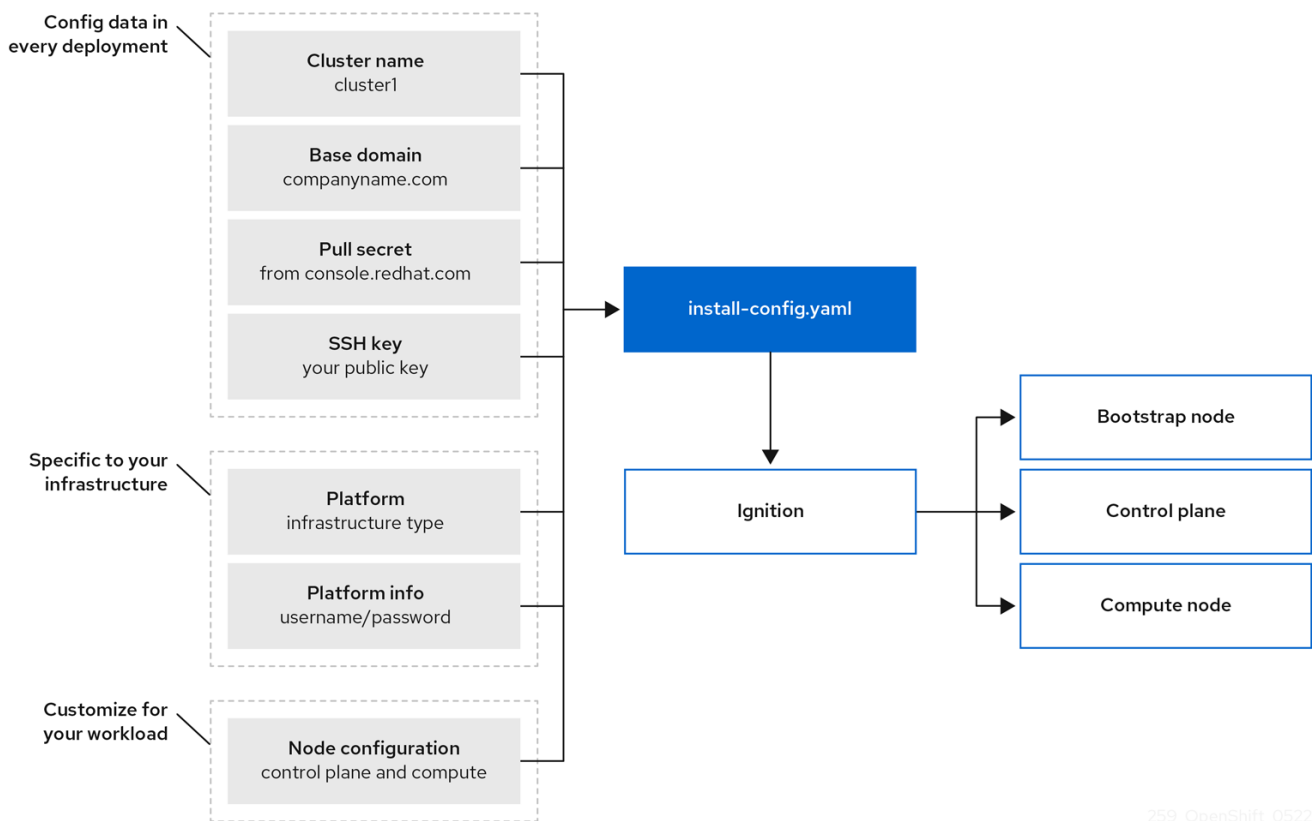 Config data in
every deployment
Cluster name
cluster1
Base domain
companyname.com
Pull secret
from console.redhat.com
SSH key
your public key
install-config.yaml
Specific to your
infrastructure
Platform
infrastructure type
Platform info
username/password
Ignition
Bootstrap node
Control plane
Compute node
Customize for
your workload
Node configuration
control plane and compute
259_OpenShift_0522